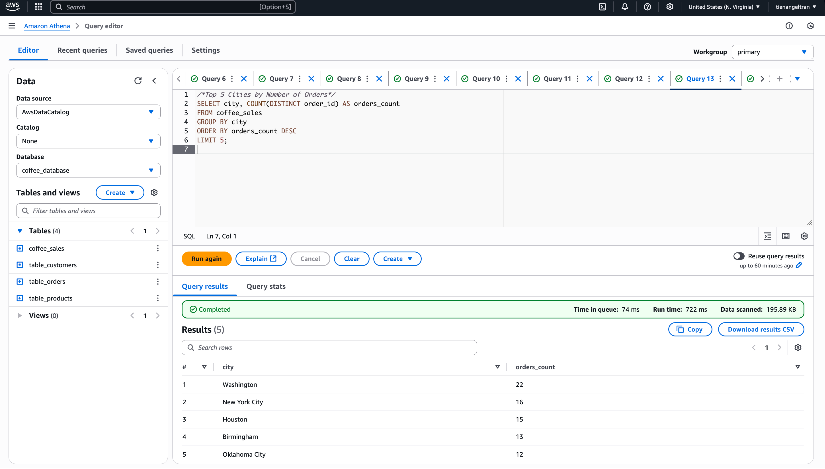 aws
Search [Option+S] United States (N. Virginia) tienangeltran
Amazon Athena > Query editor
Editor Recent queries Saved queries Settings Workgroup primary
Data
Data source
AwsDataCatalog
Catalog
None
Database
coffee_database
Tables and views Create
Filter tables and views
Tables (4) 1
coffee_sales
table_customers
table_orders
table_products
Views (0) 1
Query 6 Query 7 Query 8 Query 9 Query 10 Query 11 Query 12 Query 13
1 /*Top 5 Cities by Number of Orders*/
2 SELECT city, COUNT(DISTINCT order_id) AS orders_count
3 FROM coffee_sales
4 GROUP BY city
5 ORDER BY orders_count DESC
6 LIMIT 5;
7
SQL Ln 7, Col 1
Run again Explain Cancel Clear Create
Reuse query results
up to 60 minutes ago
Query results Query stats
Completed Time in queue: 74 ms Run time: 722 ms Data scanned: 195.89 KB
Results (5) Copy Download results CSV
Search rows 1
# city orders_count
1 Washington 22
2 New York City 16
3 Houston 15
4 Birmingham 13
5 Oklahoma City 12